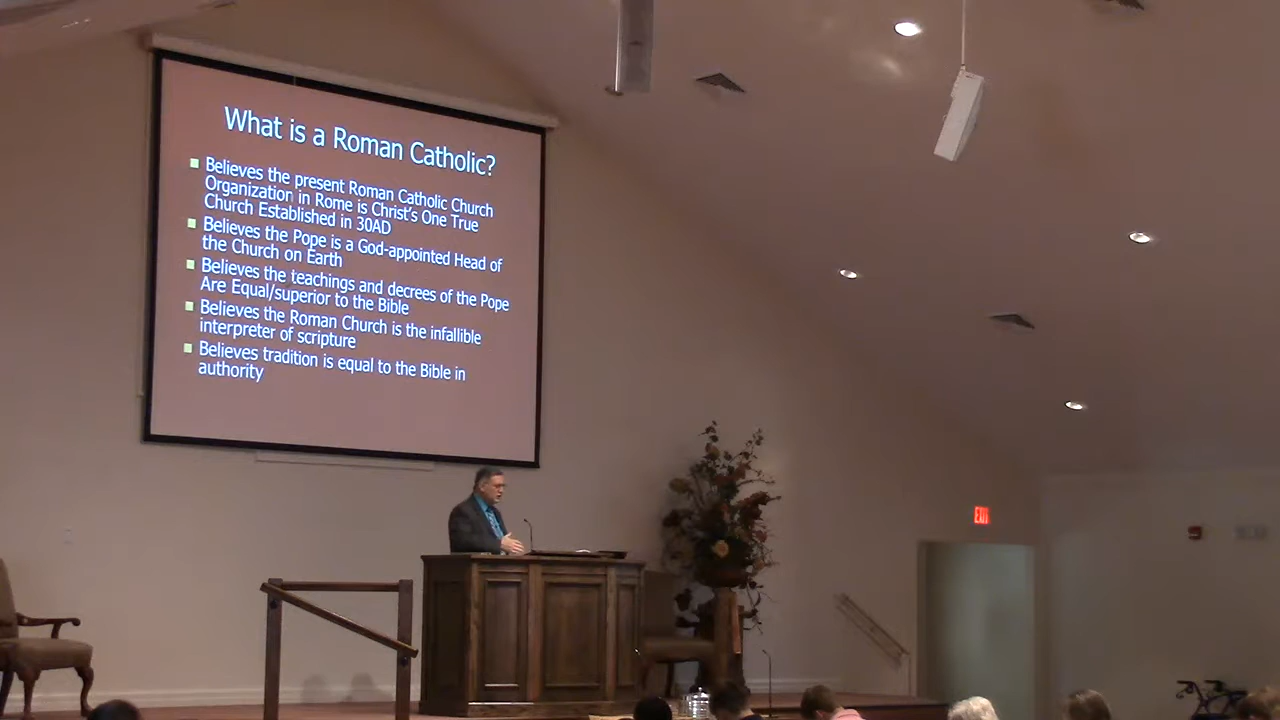 What is a Roman Catholic?
Believes the present Roman Catholic Church
Organization in Rome is Christ's One True
Church Established in 30AD
Believes the Pope is a God-appointed Head of
the Church on Earth
Believes the teachings and decrees of the Pope
Are Equal/superior to the Bible
Believes the Roman Church is the infallible
interpreter of scripture
Believes tradition is equal to the Bible in
authority
EXIT